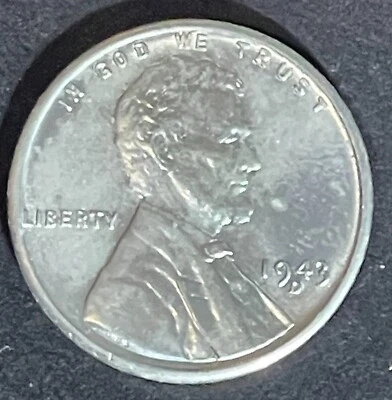 IN GOD WE TRUST
LIBERTY
1943
D